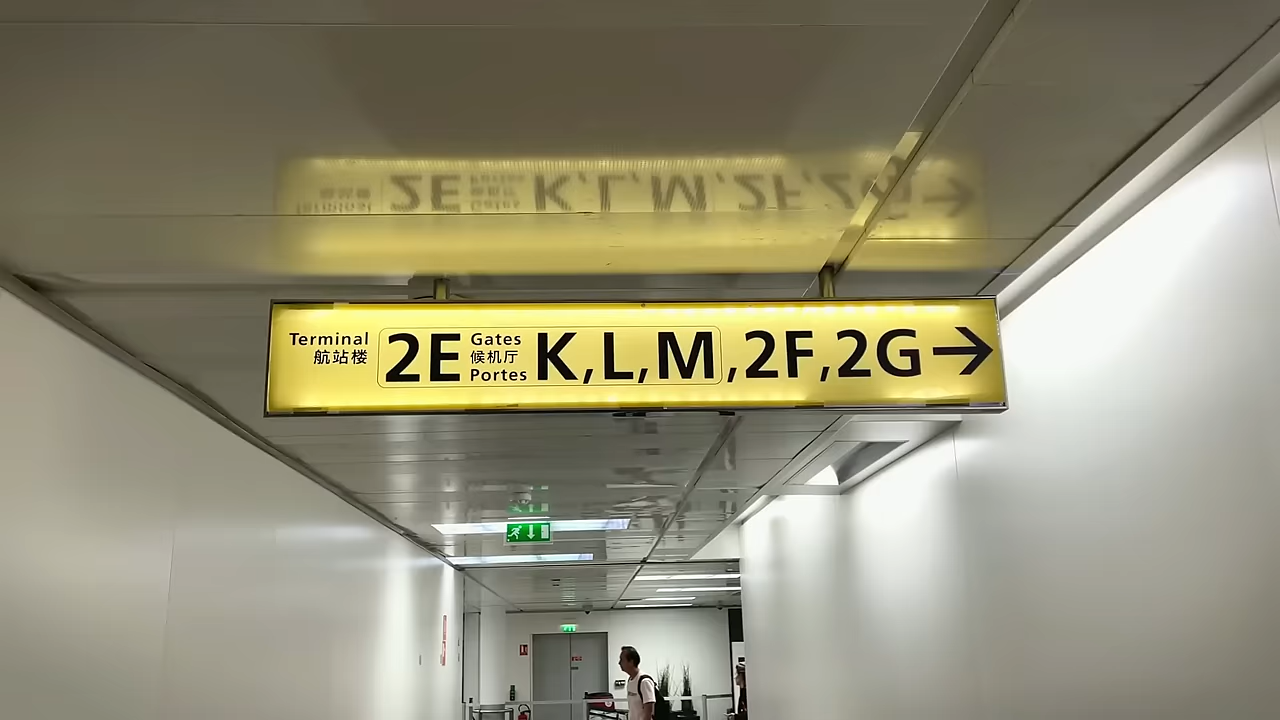 Terminal
航站楼
2E
Gates
候机厅
Portes
K,L,M,2F,2G→